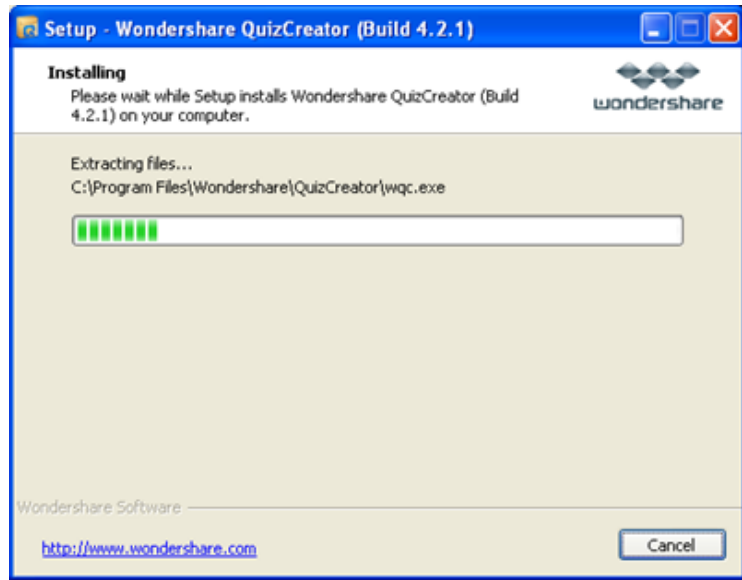 Setup - Wondershare QuizCreator (Build 4.2.1)
Installing
Please wait while Setup installs Wondershare QuizCreator (Build
4.2.1) on your computer.
wondershare
Extracting files...
C:\Program Files\Wondershare\QuizCreator\wqc.exe
Wondershare Software
http://www.wondershare.com
Cancel